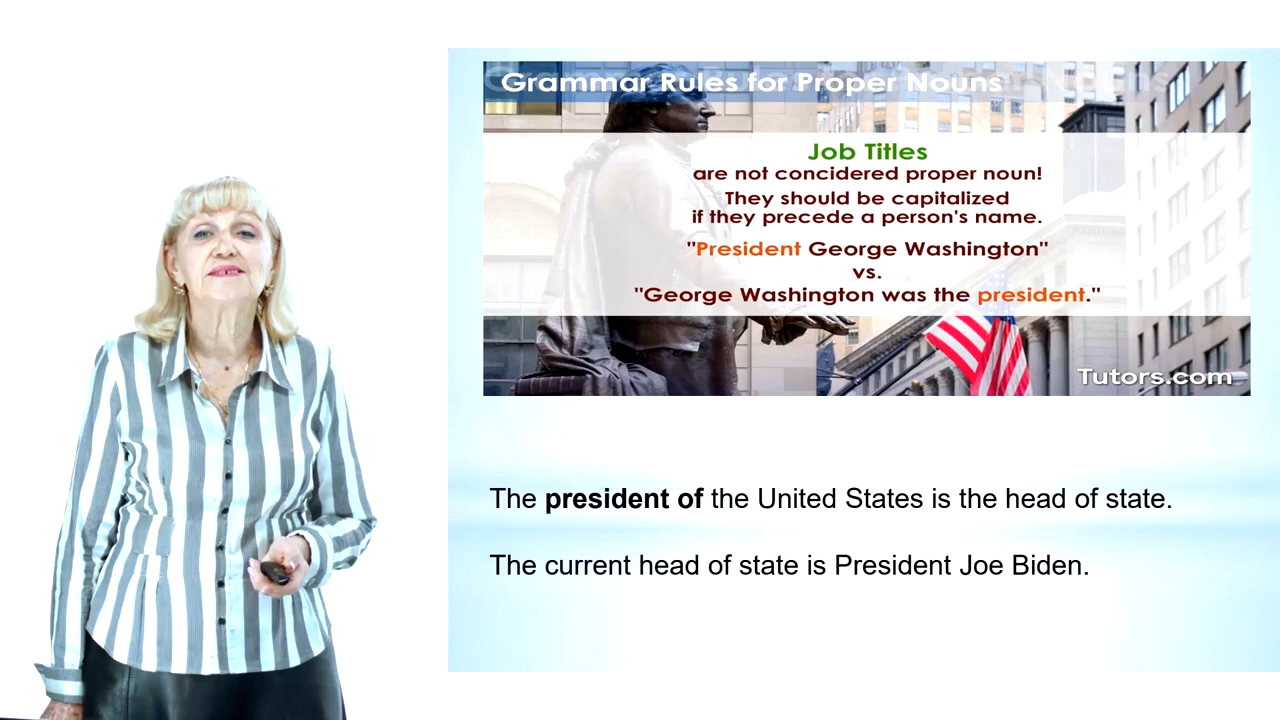 Grammar Rules for Proper Nouns
Job Titles
are not concidered proper noun!
They should be capitalized
if they precede a person's name.
"President George Washington"
vs.
"George Washington was the president."
Tutors.com
The president of the United States is the head of state.
The current head of state is President Joe Biden.